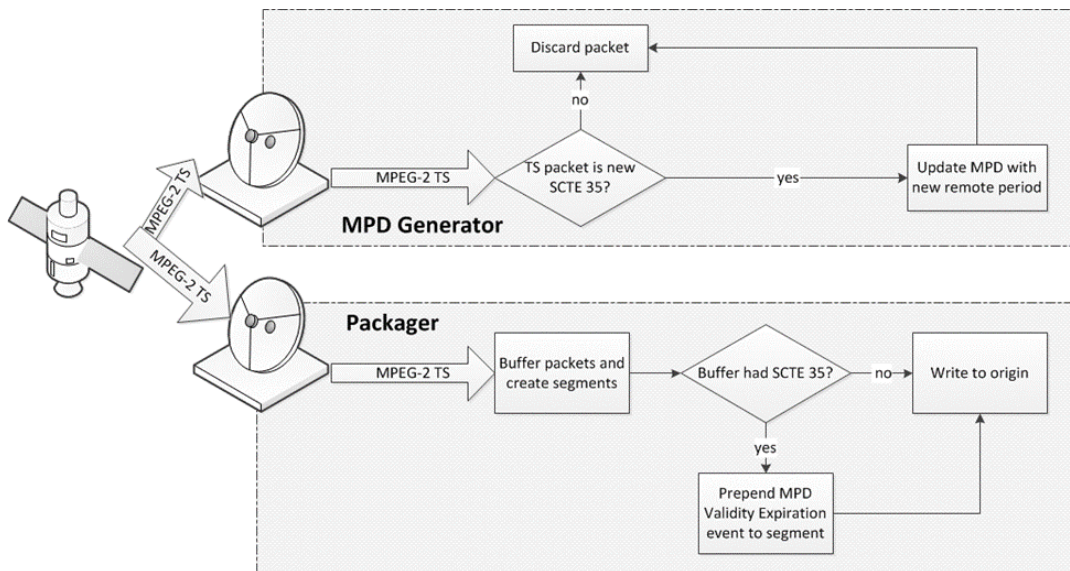 Discard packet
no
MPEG-2 TS
MPEG-2 TS
TS packet is new
SCTE 35?
yes
Update MPD with
new remote period
MPD Generator
MPEG-2 TS
Packager
MPEG-2 TS
Buffer packets and
create segments
Buffer had SCTE 35?
no
Write to origin
yes
Prepend MPD
Validity Expiration
event to segment